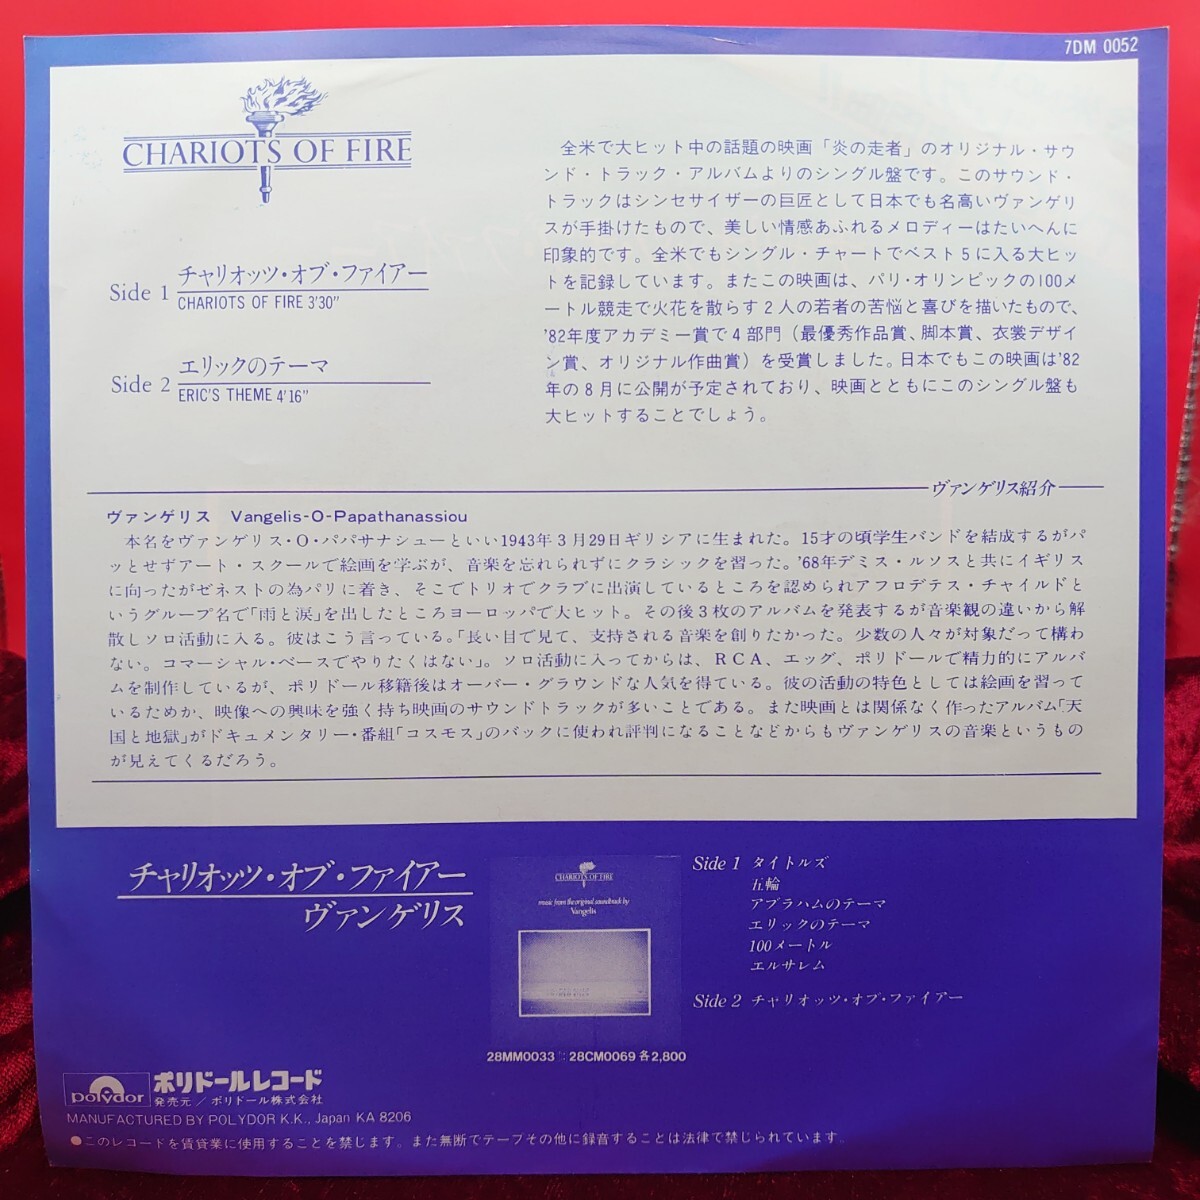 7DM 0052
CHARIOTS OF FIRE
Side 1 チャリオッツ・オブ・ファイアー
CHARIOTS OF FIRE 3'30"
Side 2 エリックのテーマ
ERIC'S THEME 4'16"
全米で大ヒット中の話題の映画「炎の走者」のオリジナル・サウ
ンド・トラック・アルバムよりのシングル盤です。このサウンド・
トラックはシンセサイザーの巨匠として日本でも名高いヴァンゲリ
スが手掛けたもので、美しい情感あふれるメロディーはたいへんに
印象的です。全米でもシングル・チャートでベスト5に入る大ヒッ
トを記録しています。またこの映画は、パリ・オリンピックの100メ
ートル競走で火花を散らす2人の若者の苦悩と喜びを描いたもので、
'82年度アカデミー賞で4部門（最優秀作品賞、脚本賞、衣裳デザイ
ン賞、オリジナル作曲賞）を受賞しました。日本でもこの映画は'82
年の8月に公開が予定されており、映画とともにこのシングル盤も
大ヒットすることでしょう。
ヴァンゲリス紹介
ヴァンゲリス Vangelis-O-Papathanassiou
本名をヴァンゲリス・O・パパサナシューといい1943年3月29日ギリシアに生まれた。15才の頃学生バンドを結成するがパ
ッとせずアート・スクールで絵画を学ぶが、音楽を忘れられずにクラシックを習った。'68年デミス・ルソスと共にイギリス
に向ったがゼネストの為パリに着き、そこでトリオでクラブに出演しているところを認められアフロデテス・チャイルドと
いうグループ名で「雨と涙」を出したところヨーロッパで大ヒット。その後3枚のアルバムを発表するが音楽観の違いから解
散しソロ活動に入る。彼はこう言っている。「長い目で見て、支持される音楽を創りたかった。少数の人々が対象だって構わ
ない。コマーシャル・ベースでやりたくはない」。ソロ活動に入ってからは、RCA、エッグ、ポリドールで精力的にアルバ
ムを制作しているが、ポリドール移籍後はオーバー・グラウンドな人気を得ている。彼の活動の特色としては絵画を習って
いるためか、映像への興味を強く持ち映画のサウンドトラックが多いことである。また映画とは関係なく作ったアルバム「天
国と地獄」がドキュメンタリー・番組「コスモス」のバックに使われ評判になることなどからもヴァンゲリスの音楽というもの
が見えてくるだろう。
チャリオッツ・オブ・ファイアー
ヴァンゲリス
CHARIOTS OF FIRE
music from the original soundtrack by
Vangelis
28MM0033 28CM0069 各2,800
Side 1 タイトルズ
五輪
アブラハムのテーマ
エリックのテーマ
100メートル
エルサレム
Side 2 チャリオッツ・オブ・ファイアー
polydor
ポリドールレコード
発売元／ポリドール株式会社
MANUFACTURED BY POLYDOR K.K., Japan KA 8206
●このレコードを賃貸業に使用することを禁じます。また無断でテープその他に録音することは法律で禁じられています。